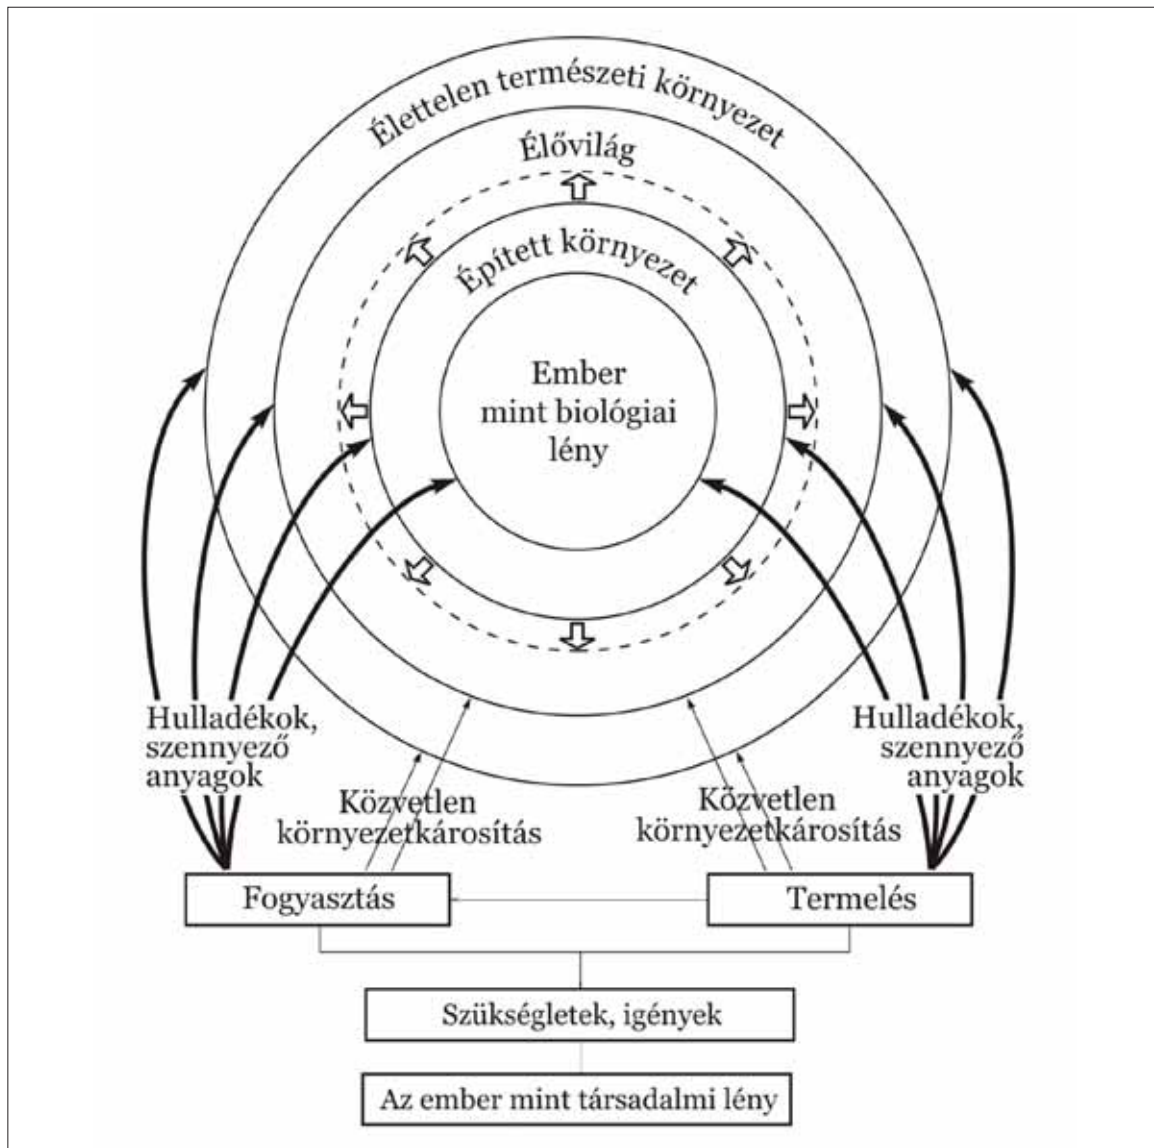 Élettelen természeti környezet
Élővilág
Épített környezet
Ember
mint biológiai
lény
Hulladékok,
szennyező
anyagok
Hulladékok,
szennyező
anyagok
Közvetlen
környezetkárosítás
Közvetlen
környezetkárosítás
Fogyasztás
Termelés
Szükségletek, igények
Az ember mint társadalmi lény